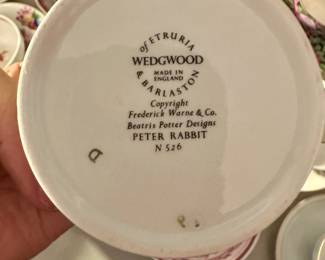 of ETRURIA
WEDGWOOD
MADE IN
ENGLAND
& BARLASTON
Copyright
Frederick Warne & Co.
Beatrix Potter Designs
PETER RABBIT
N 526
D